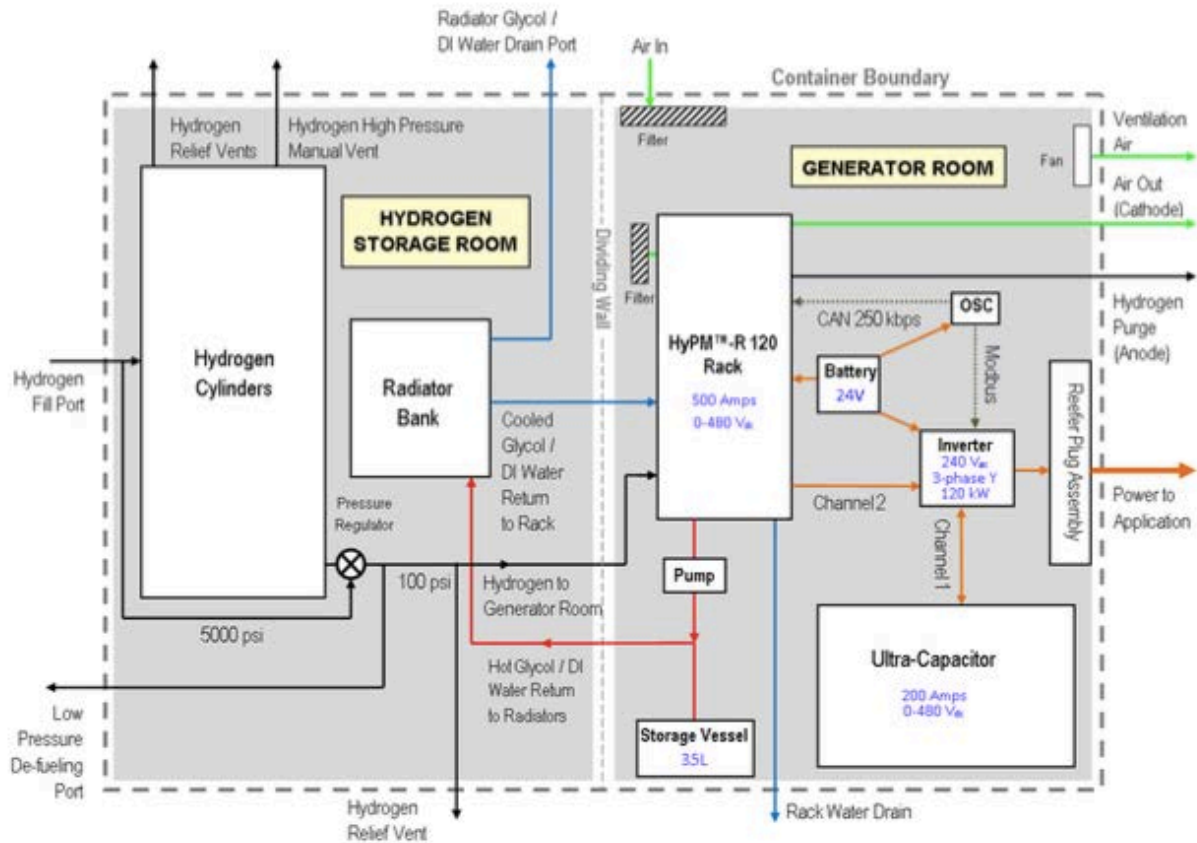 Radiator Glycol /
DI Water Drain Port
Air In
Container Boundary
Hydrogen
Relief Vents
Hydrogen High Pressure
Manual Vent
Filter
Fan
Ventilation
Air
GENERATOR ROOM
Air Out
(Cathode)
HYDROGEN
STORAGE ROOM
Dividing Wall
Filter
Hydrogen
Purge
(Anode)
CAN 250 kbps
OSC
Modbus
Hydrogen
Fill Port
Hydrogen
Cylinders
Radiator
Bank
HyPM™-R 120
Rack
500 Amps
0-480 Vdc
Battery
24V
Reefer Plug Assembly
Cooled
Glycol /
DI Water
Return
to Rack
Inverter
240 Vac
3-phase Y
120 kW
Channel 2
Power to
Application
Pressure
Regulator
Channel 1
100 psi
Hydrogen to
Generator Room
Pump
5000 psi
Hot Glycol / DI
Water Return
to Radiators
Ultra-Capacitor
200 Amps
0-480 Vdc
Low
Pressure
De-fueling
Port
Storage Vessel
35L
Hydrogen
Relief Vent
Rack Water Drain